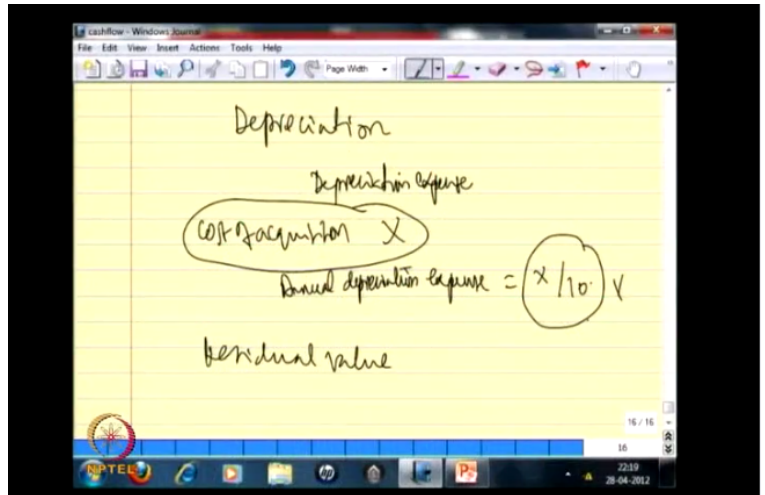 cashflow - Windows Journal
File Edit View Insert Actions Tools Help
Page Width
Depreciation
Depreciation expense
cost of acquisition X
Annual depreciation expense = X/10
Residual value
16 / 16
16
NPTEL
22:19
28-04-2012